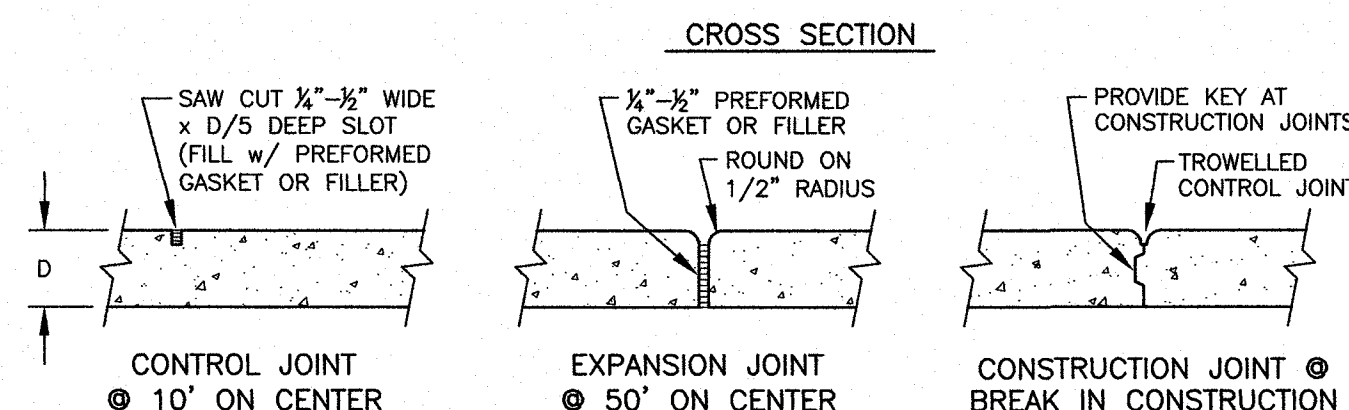 CROSS SECTION
SAW CUT ¼"–½" WIDE
x D/5 DEEP SLOT
(FILL w/ PREFORMED
GASKET OR FILLER)
D
CONTROL JOINT
@ 10' ON CENTER
¼"–½" PREFORMED
GASKET OR FILLER
ROUND ON
1/2" RADIUS
EXPANSION JOINT
@ 50' ON CENTER
PROVIDE KEY AT
CONSTRUCTION JOINTS
TROWELLED
CONTROL JOINT
CONSTRUCTION JOINT @
BREAK IN CONSTRUCTION